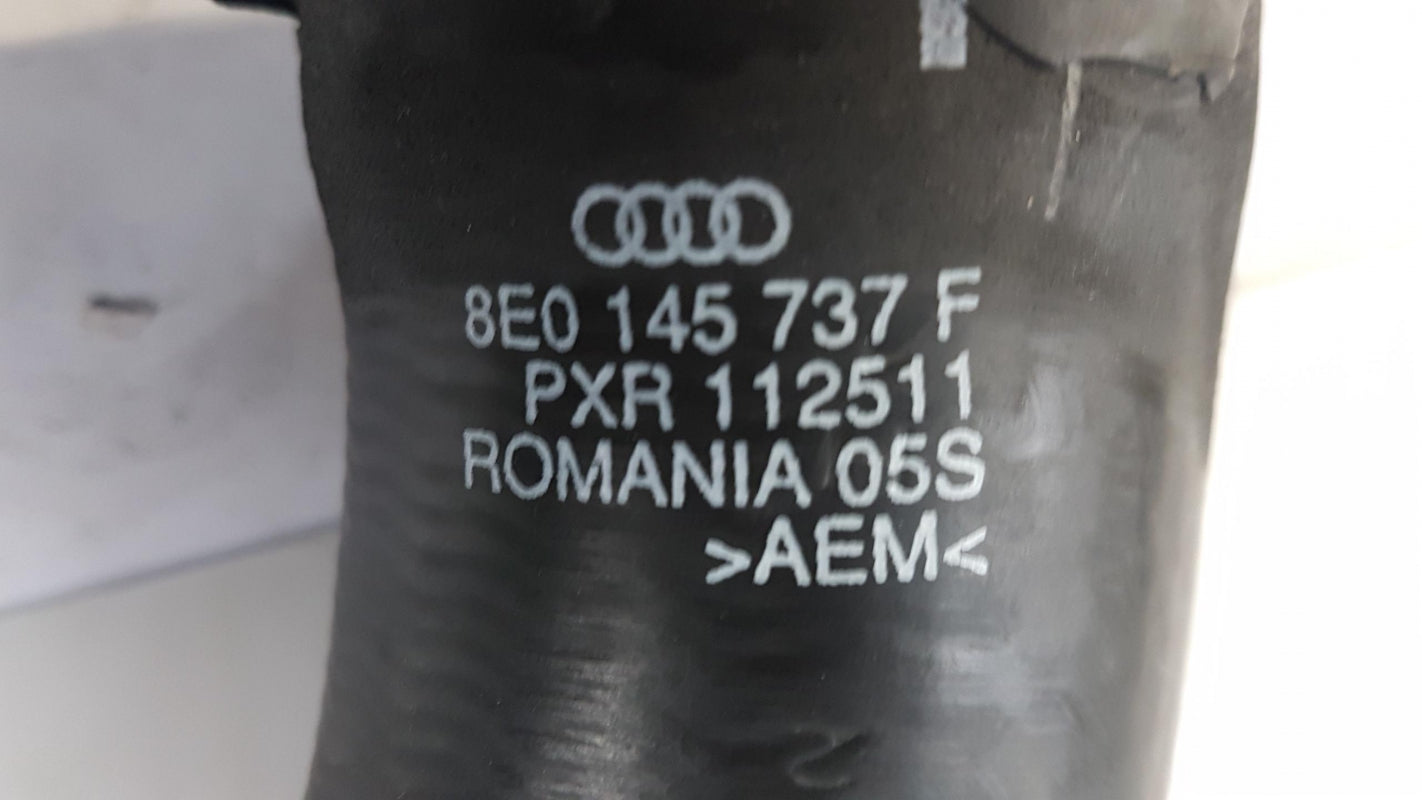 8E0 145 737 F
PXR 112511
ROMANIA 05S
>AEM<